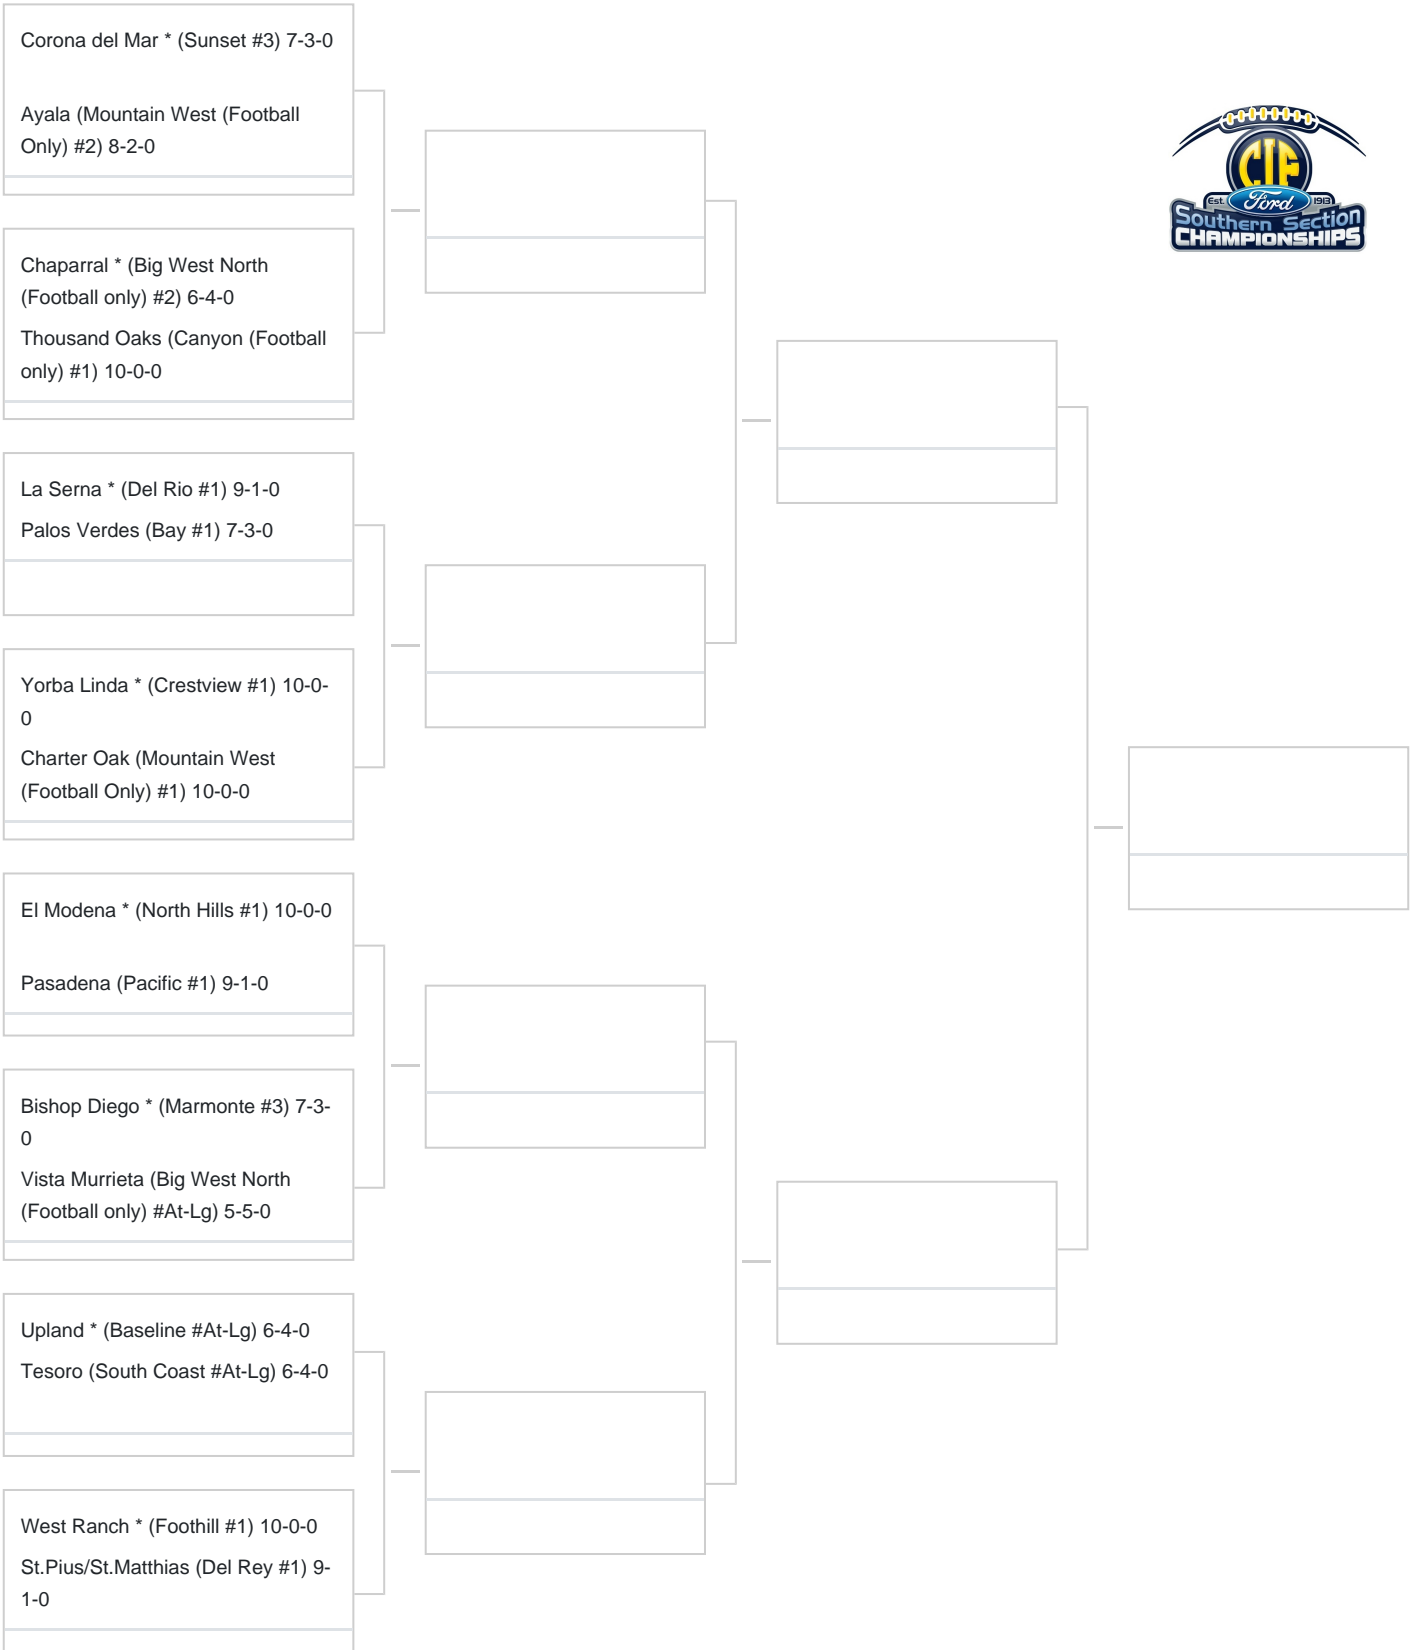 Corona del Mar * (Sunset #3) 7-3-0
Ayala (Mountain West (Football
Only) #2) 8-2-0
Chaparral * (Big West North
(Football only) #2) 6-4-0
Thousand Oaks (Canyon (Football
only) #1) 10-0-0
La Serna * (Del Rio #1) 9-1-0
Palos Verdes (Bay #1) 7-3-0
Yorba Linda * (Crestview #1) 10-0-
0
Charter Oak (Mountain West
(Football Only) #1) 10-0-0
El Modena * (North Hills #1) 10-0-0
Pasadena (Pacific #1) 9-1-0
Bishop Diego * (Marmonte #3) 7-3-
0
Vista Murrieta (Big West North
(Football only) #At-Lg) 5-5-0
Upland * (Baseline #At-Lg) 6-4-0
Tesoro (South Coast #At-Lg) 6-4-0
West Ranch * (Foothill #1) 10-0-0
St.Pius/St.Matthias (Del Rey #1) 9-
1-0
CIF
Est. Ford 1913
Southern Section
CHAMPIONSHIPS